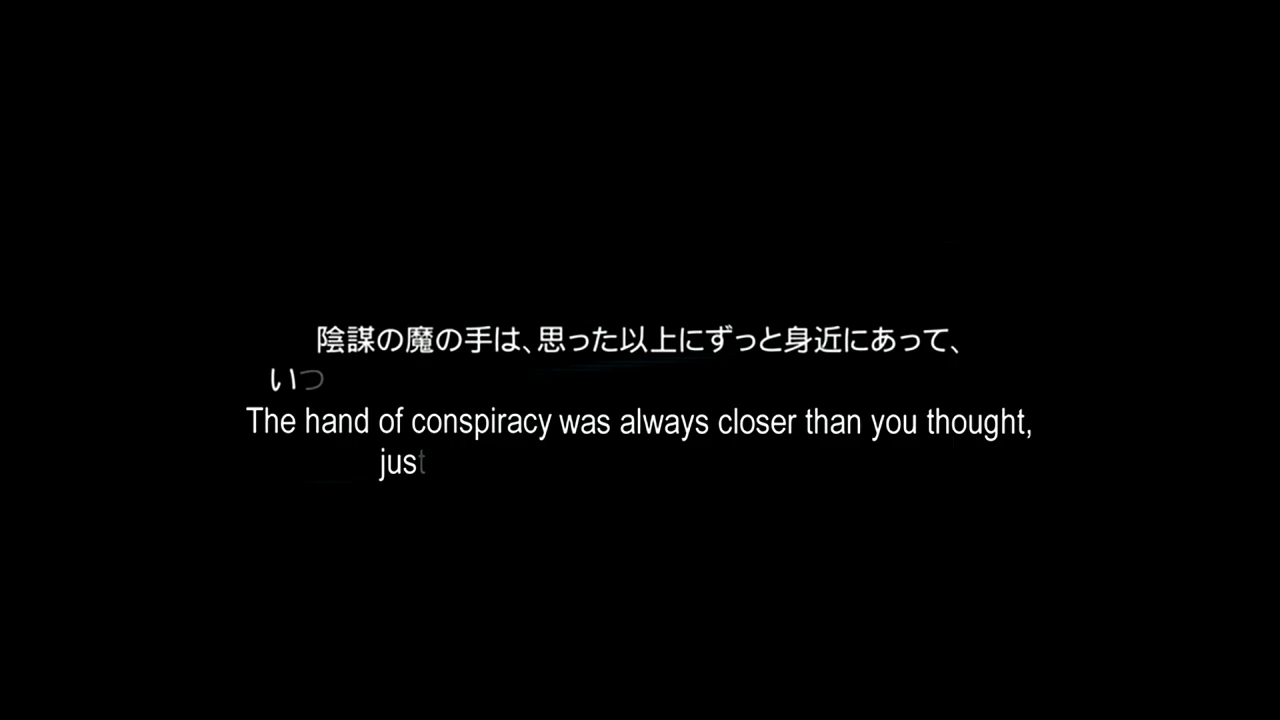 陰謀の魔の手は、思った以上にずっと身近にあって、
いつ
The hand of conspiracy was always closer than you thought,
just